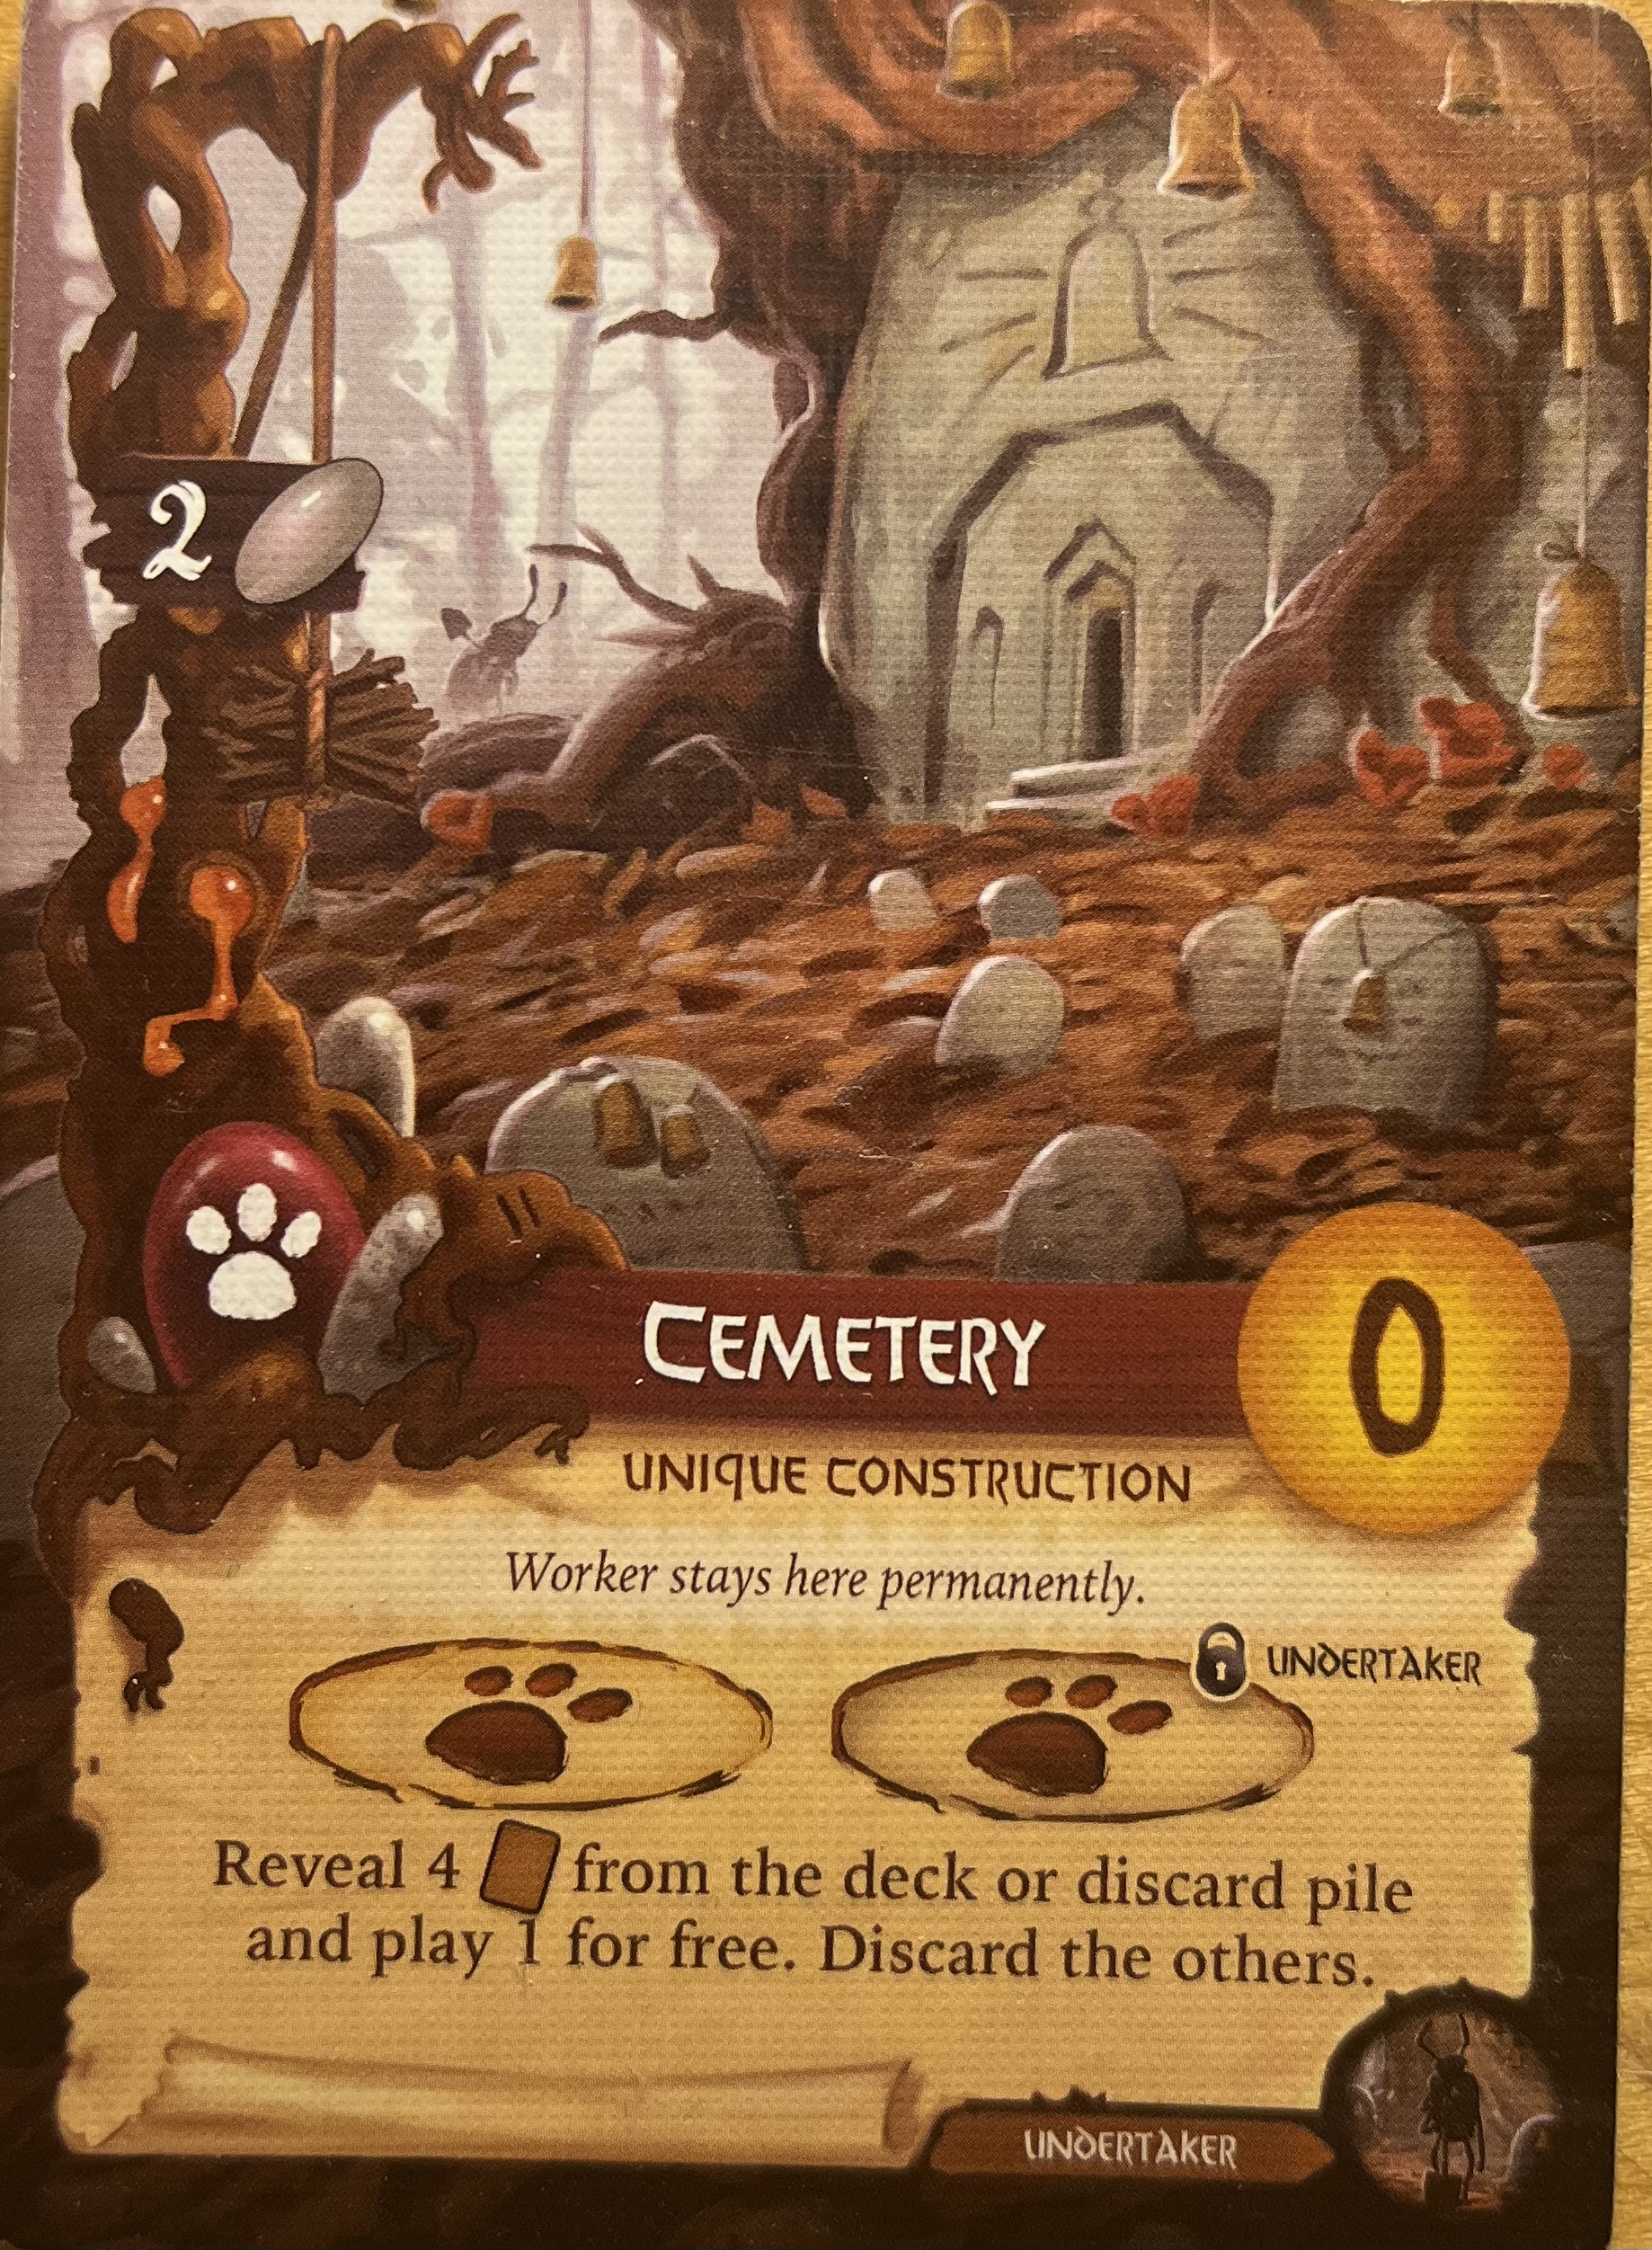 2
CEMETERY
0
UNIQUE CONSTRUCTION
Worker stays here permanently.
UNDERTAKER
Reveal 4 from the deck or discard pile
and play 1 for free. Discard the others.
UNDERTAKER